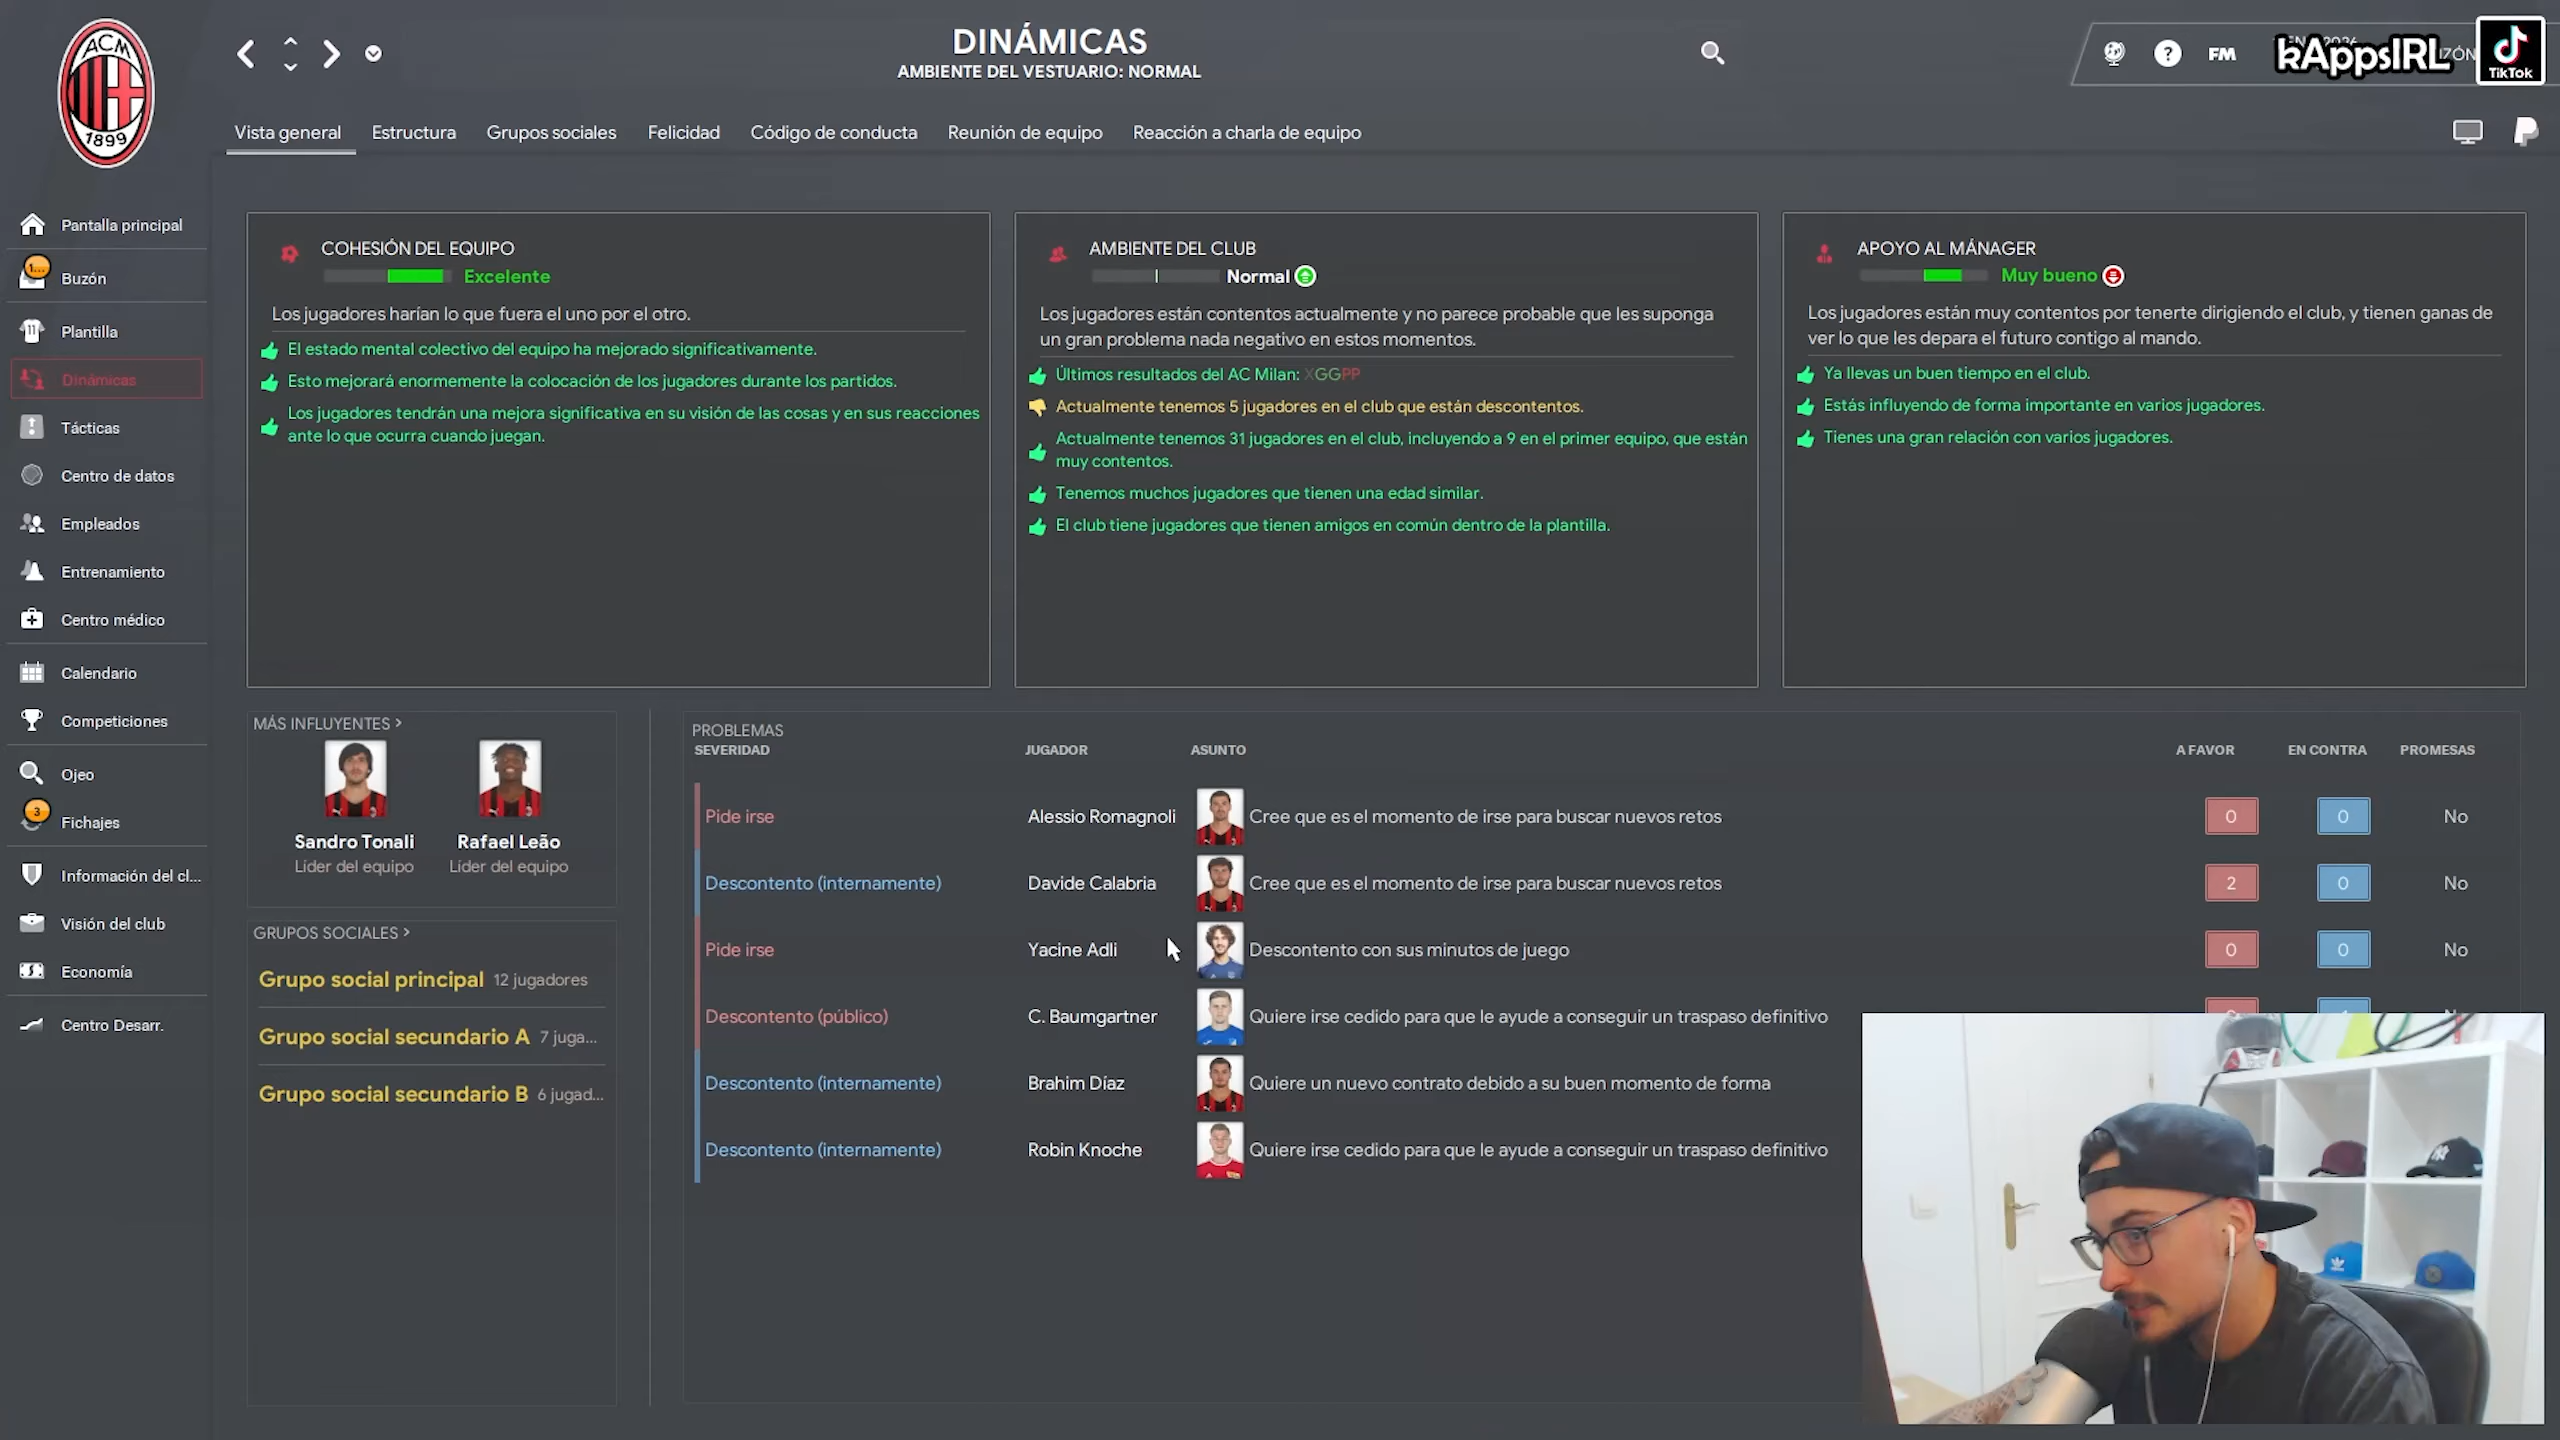 ACM
1899
DINÁMICAS
AMBIENTE DEL VESTUARIO: NORMAL
FM
kAppsIRL
TikTok
Vista general
Estructura
Grupos sociales
Felicidad
Código de conducta
Reunión de equipo
Reacción a charla de equipo
Pantalla principal
1...
Buzón
11
Plantilla
Dinámicas
Tácticas
Centro de datos
Empleados
Entrenamiento
Centro médico
Calendario
Competiciones
Ojeo
3
Fichajes
Información del cl...
Visión del club
Economía
Centro Desarr.
COHESIÓN DEL EQUIPO
Excelente
Los jugadores harían lo que fuera el uno por el otro.
El estado mental colectivo del equipo ha mejorado significativamente.
Esto mejorará enormemente la colocación de los jugadores durante los partidos.
Los jugadores tendrán una mejora significativa en su visión de las cosas y en sus reacciones
ante lo que ocurra cuando juegan.
AMBIENTE DEL CLUB
Normal
Los jugadores están contentos actualmente y no parece probable que les suponga
un gran problema nada negativo en estos momentos.
Últimos resultados del AC Milan: XGGPP
Actualmente tenemos 5 jugadores en el club que están descontentos.
Actualmente tenemos 31 jugadores en el club, incluyendo a 9 en el primer equipo, que están
muy contentos.
Tenemos muchos jugadores que tienen una edad similar.
El club tiene jugadores que tienen amigos en común dentro de la plantilla.
APOYO AL MÁNAGER
Muy bueno
Los jugadores están muy contentos por tenerte dirigiendo el club, y tienen ganas de
ver lo que les depara el futuro contigo al mando.
Ya llevas un buen tiempo en el club.
Estás influyendo de forma importante en varios jugadores.
Tienes una gran relación con varios jugadores.
MÁS INFLUYENTES >
Sandro Tonali
Líder del equipo
Rafael Leão
Líder del equipo
GRUPOS SOCIALES >
Grupo social principal 12 jugadores
Grupo social secundario A 7 juga...
Grupo social secundario B 6 jugad...
PROBLEMAS
SEVERIDAD JUGADOR ASUNTO A FAVOR EN CONTRA PROMESAS
Pide irse Alessio Romagnoli Cree que es el momento de irse para buscar nuevos retos 0 0 No
Descontento (internamente) Davide Calabria Cree que es el momento de irse para buscar nuevos retos 2 0 No
Pide irse Yacine Adli Descontento con sus minutos de juego 0 0 No
Descontento (público) C. Baumgartner Quiere irse cedido para que le ayude a conseguir un traspaso definitivo
Descontento (internamente) Brahim Díaz Quiere un nuevo contrato debido a su buen momento de forma
Descontento (internamente) Robin Knoche Quiere irse cedido para que le ayude a conseguir un traspaso definitivo